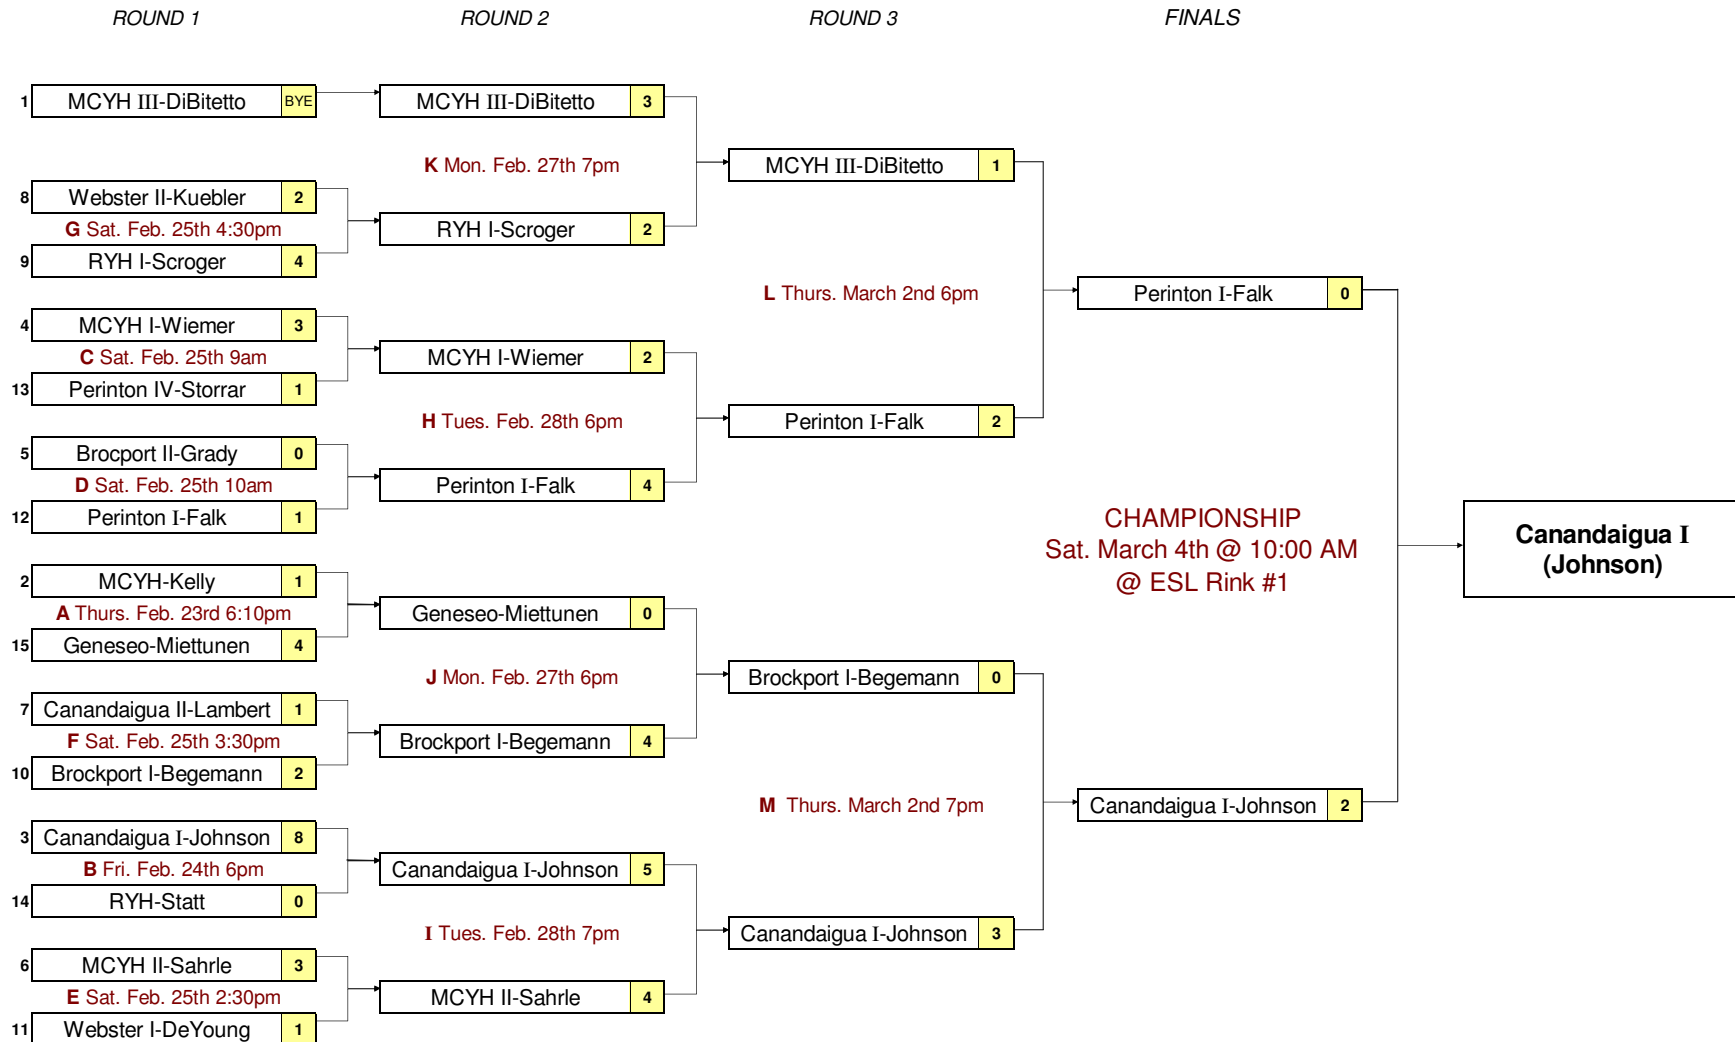 ROUND 1 ROUND 2 ROUND 3 FINALS
1 MCYH III-DiBitetto BYE
8 Webster II-Kuebler 2
G Sat. Feb. 25th 4:30pm
9 RYH I-Scroger 4
4 MCYH I-Wiemer 3
C Sat. Feb. 25th 9am
13 Perinton IV-Storrar 1
5 Brocport II-Grady 0
D Sat. Feb. 25th 10am
12 Perinton I-Falk 1
2 MCYH-Kelly 1
A Thurs. Feb. 23rd 6:10pm
15 Geneseo-Miettunen 4
7 Canandaigua II-Lambert 1
F Sat. Feb. 25th 3:30pm
10 Brockport I-Begemann 2
3 Canandaigua I-Johnson 8
B Fri. Feb. 24th 6pm
14 RYH-Statt 0
6 MCYH II-Sahrle 3
E Sat. Feb. 25th 2:30pm
11 Webster I-DeYoung 1
MCYH III-DiBitetto 3
K Mon. Feb. 27th 7pm
RYH I-Scroger 2
MCYH I-Wiemer 2
H Tues. Feb. 28th 6pm
Perinton I-Falk 4
Geneseo-Miettunen 0
J Mon. Feb. 27th 6pm
Brockport I-Begemann 4
Canandaigua I-Johnson 5
I Tues. Feb. 28th 7pm
MCYH II-Sahrle 4
MCYH III-DiBitetto 1
L Thurs. March 2nd 6pm
Perinton I-Falk 2
Brockport I-Begemann 0
M Thurs. March 2nd 7pm
Canandaigua I-Johnson 3
Perinton I-Falk 0
CHAMPIONSHIP
Sat. March 4th @ 10:00 AM
@ ESL Rink #1
Canandaigua I-Johnson 2
Canandaigua I
(Johnson)